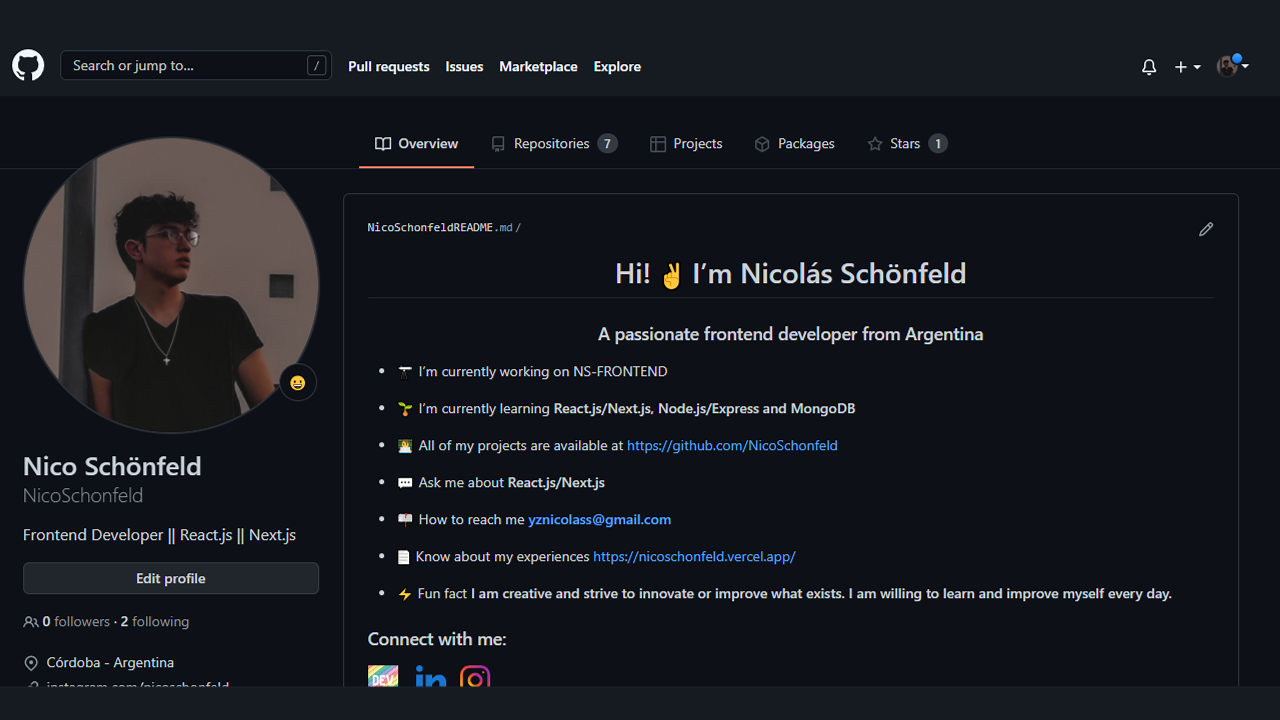 Search or jump to... /
Pull requests
Issues
Marketplace
Explore
Overview
Repositories 7
Projects
Packages
Stars 1
NicoSchonfeldREADME.md /
Hi! ✌ I’m Nicolás Schönfeld
A passionate frontend developer from Argentina
I’m currently working on NS-FRONTEND
I’m currently learning React.js/Next.js, Node.js/Express and MongoDB
All of my projects are available at https://github.com/NicoSchonfeld
Ask me about React.js/Next.js
How to reach me yznicolass@gmail.com
Know about my experiences https://nicoschonfeld.vercel.app/
Fun fact I am creative and strive to innovate or improve what exists. I am willing to learn and improve myself every day.
Connect with me:
DEV
in
Nico Schönfeld
NicoSchonfeld
Frontend Developer || React.js || Next.js
Edit profile
0 followers · 2 following
Córdoba - Argentina
instagram.com/nicoschonfeld